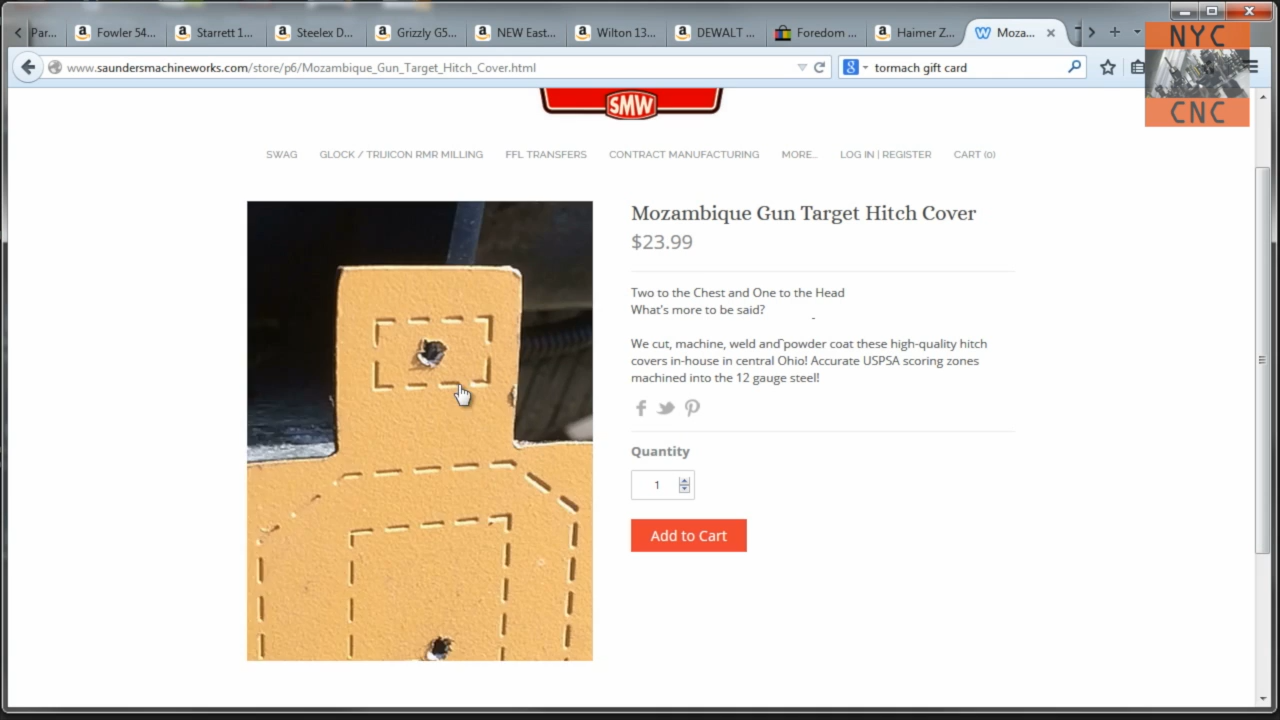 Par...
Fowler 54...
Starrett 1...
Steelex D...
Grizzly G5...
NEW East...
Wilton 13...
DEWALT ...
Foredom ...
Haimer Z...
Moza...
NYC
CNC
www.saundersmachineworks.com/store/p6/Mozambique_Gun_Target_Hitch_Cover.html
tormach gift card
SMW
SWAG
GLOCK / TRIJICON RMR MILLING
FFL TRANSFERS
CONTRACT MANUFACTURING
MORE...
LOG IN | REGISTER
CART (0)
Mozambique Gun Target Hitch Cover
$23.99
Two to the Chest and One to the Head
What's more to be said?
We cut, machine, weld and powder coat these high-quality hitch
covers in-house in central Ohio! Accurate USPSA scoring zones
machined into the 12 gauge steel!
Quantity
1
Add to Cart